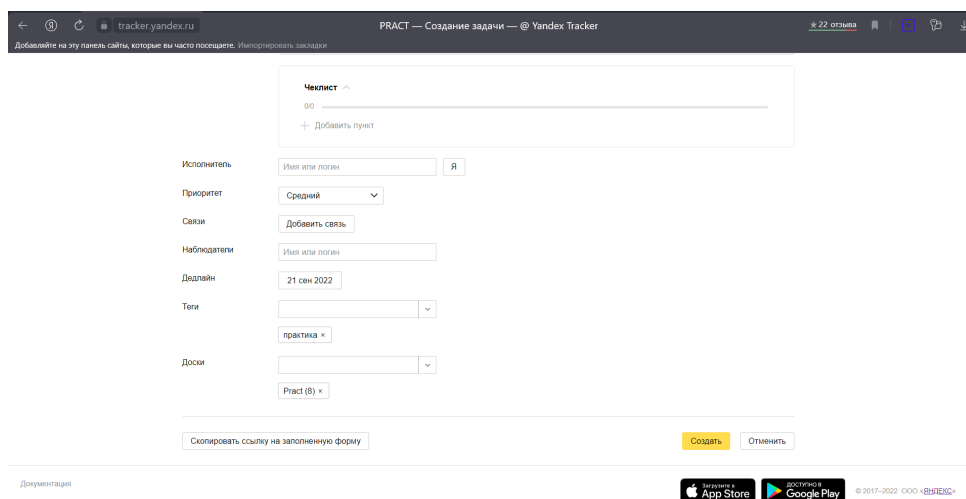 tracker.yandex.ru PRACT — Создание задачи — @ Yandex Tracker ★22 отзыва
Добавляйте на эту панель сайты, которые вы часто посещаете. Импортировать закладки
Чеклист
0/0
+ Добавить пункт
Исполнитель Имя или логин Я
Приоритет Средний
Связи Добавить связь
Наблюдатели Имя или логин
Дедлайн 21 сен 2022
Теги
практика ×
Доски
Pract (8) ×
Скопировать ссылку на заполненную форму Создать Отменить
Документация Загрузите в App Store ДОСТУПНО В Google Play © 2017–2022 ООО «ЯНДЕКС»